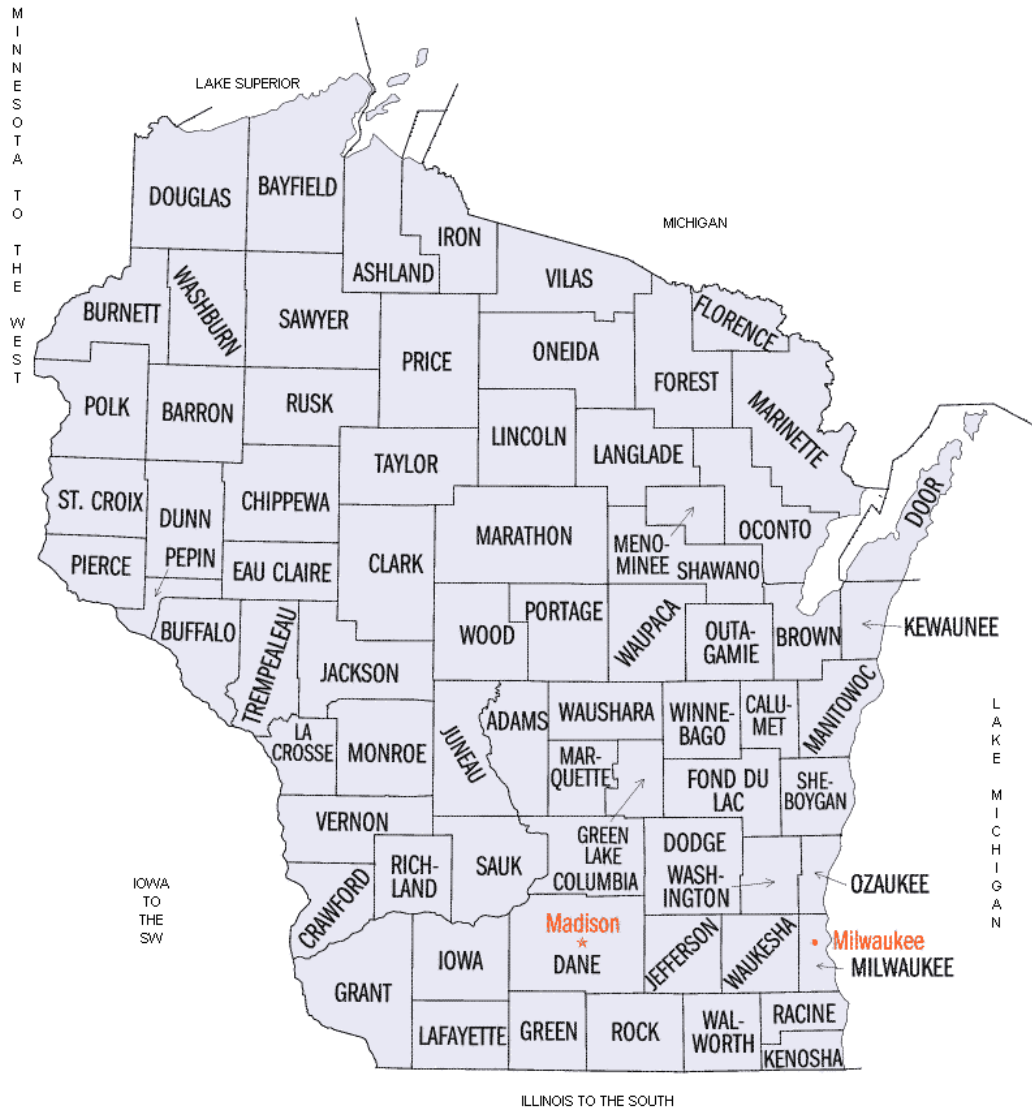 MINNESOTA TO THE WEST
LAKE SUPERIOR
MICHIGAN
DOUGLAS
BAYFIELD
IRON
ASHLAND
VILAS
BURNETT
WASHBURN
SAWYER
FLORENCE
PRICE
ONEIDA
FOREST
POLK
BARRON
RUSK
MARINETTE
LINCOLN
LANGLADE
TAYLOR
ST. CROIX
DUNN
CHIPPEWA
DOOR
MARATHON
OCONTO
PIERCE
PEPIN
EAU CLAIRE
CLARK
MENO-
MINEE
SHAWANO
BUFFALO
TREMPEALEAU
WOOD
PORTAGE
WAUPACA
OUTA-
GAMIE
BROWN
KEWAUNEE
JACKSON
JUNEAU
ADAMS
WAUSHARA
WINNE-
BAGO
CALU-
MET
MANITOWOC
LAKE MICHIGAN
LA
CROSSE
MONROE
MAR-
QUETTE
FOND DU
LAC
SHE-
BOYGAN
VERNON
GREEN
LAKE
DODGE
RICH-
LAND
SAUK
COLUMBIA
WASH-
INGTON
OZAUKEE
IOWA
TO
THE
SW
CRAWFORD
Madison
DANE
JEFFERSON
WAUKESHA
Milwaukee
MILWAUKEE
IOWA
GRANT
LAFAYETTE
GREEN
ROCK
WAL-
WORTH
RACINE
KENOSHA
ILLINOIS TO THE SOUTH